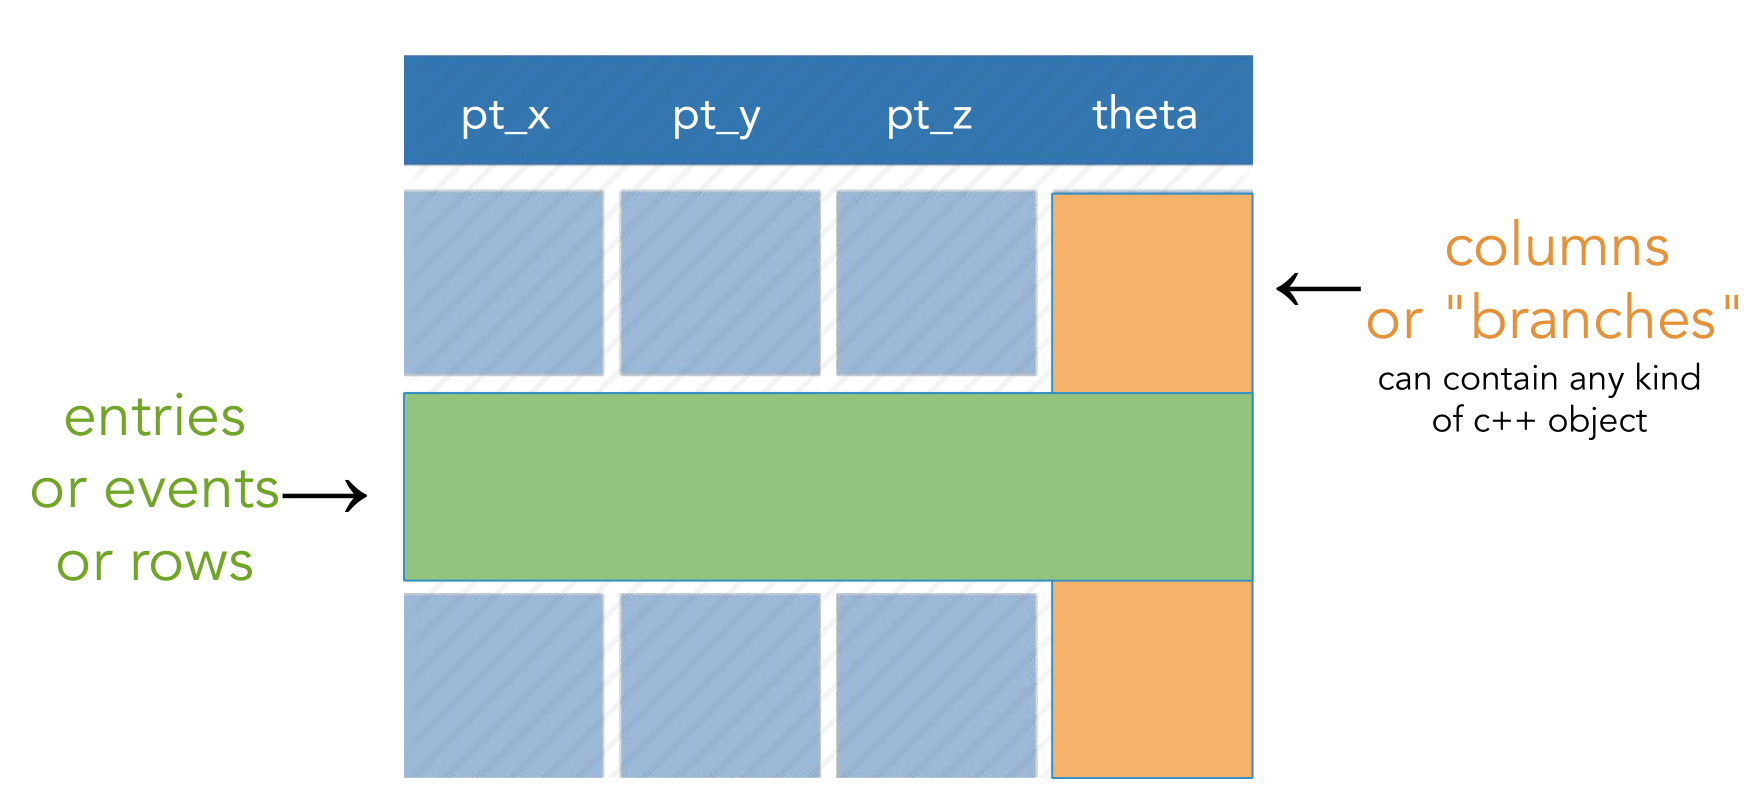 pt_x pt_y pt_z theta
columns
or "branches"
can contain any kind
of c++ object
entries
or events
or rows